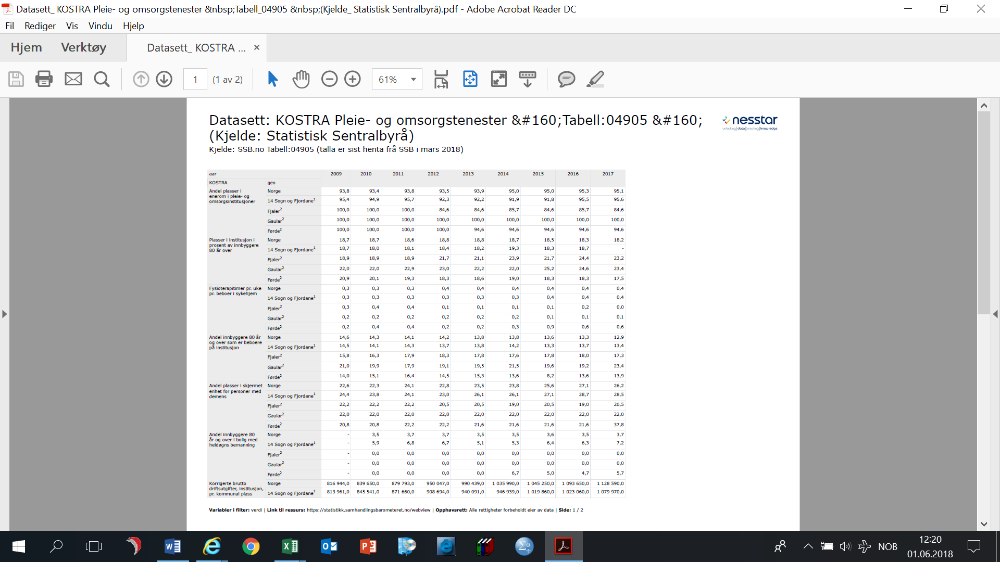 Datasett_ KOSTRA Pleie- og omsorgstenester &nbsp;Tabell_04905 &nbsp;(Kjelde_ Statistisk Sentralbyrå).pdf - Adobe Acrobat Reader DC
Fil Rediger Vis Vindu Hjelp
Hjem Verktøy Datasett_ KOSTRA ... ×
1 (1 av 2) 61%
Datasett: KOSTRA Pleie- og omsorgstenester &#160;Tabell:04905 &#160;
(Kjelde: Statistisk Sentralbyrå)
Kjelde: SSB.no Tabell:04905 (talla er sist henta frå SSB i mars 2018)
nesstar
unlocking|data||creating|knowledge
aar 2009 2010 2011 2012 2013 2014 2015 2016 2017
KOSTRA geo
Andel plasser i enerom i pleie- og omsorgsinstitusjoner
Norge 93,8 93,4 93,8 93,5 93,9 95,0 95,0 95,3 95,1
14 Sogn og Fjordane1 95,4 94,9 95,7 92,3 92,2 91,9 91,8 95,5 95,6
Fjaler2 100,0 100,0 100,0 84,6 84,6 85,7 84,6 85,7 84,6
Gaular2 100,0 100,0 100,0 100,0 100,0 100,0 100,0 100,0 100,0
Førde2 100,0 100,0 100,0 100,0 94,6 94,6 94,6 94,6 94,6
Plasser i institusjon i prosent av innbyggere 80 år over
Norge 18,7 18,7 18,6 18,8 18,8 18,7 18,5 18,3 18,2
14 Sogn og Fjordane1 18,7 18,0 18,1 18,4 18,2 19,3 18,3 18,7 -
Fjaler2 18,9 18,9 18,9 21,7 21,1 23,9 21,7 24,4 23,2
Gaular2 22,0 22,0 22,9 23,0 22,2 22,0 25,2 24,6 23,4
Førde2 20,9 20,1 19,3 18,3 18,6 19,0 18,3 18,3 17,5
Fysioterapitimer pr. uke pr. beboer i sykehjem
Norge 0,3 0,3 0,3 0,4 0,4 0,4 0,4 0,4 0,4
14 Sogn og Fjordane1 0,3 0,3 0,3 0,3 0,3 0,3 0,4 0,4 0,4
Fjaler2 0,3 0,4 0,4 0,1 0,1 0,1 0,1 0,2 0,0
Gaular2 0,2 0,2 0,2 0,2 0,2 0,2 0,1 0,1 0,1
Førde2 0,2 0,4 0,4 0,2 0,2 0,3 0,9 0,6 0,6
Andel innbyggere 80 år og over som er beboere på institusjon
Norge 14,6 14,3 14,1 14,2 13,8 13,8 13,6 13,3 12,9
14 Sogn og Fjordane1 14,5 14,1 14,3 13,7 13,8 14,2 13,3 13,7 13,4
Fjaler2 15,8 16,3 17,9 18,3 17,8 17,6 17,8 18,0 17,3
Gaular2 21,0 19,9 17,9 19,1 19,5 21,5 19,6 19,2 23,4
Førde2 14,0 15,1 16,4 14,5 15,3 13,6 8,2 13,6 13,9
Andel plasser i skjermet enhet for personer med demens
Norge 22,6 22,3 24,1 22,8 23,5 23,8 25,6 27,1 26,2
14 Sogn og Fjordane1 24,4 23,8 24,1 23,0 26,1 26,1 27,1 28,7 28,5
Fjaler2 22,2 22,2 22,2 20,5 20,5 19,0 20,5 19,0 20,5
Gaular2 22,0 22,0 22,0 22,0 22,0 22,0 22,0 22,0 22,0
Førde2 20,8 20,8 22,2 22,2 21,6 21,6 21,6 21,6 37,8
Andel innbyggere 80 år og over i bolig med heldøgns bemanning
Norge - 3,5 3,7 3,7 3,5 3,5 3,6 3,5 3,7
14 Sogn og Fjordane1 - 5,9 6,8 6,7 5,1 5,3 6,4 6,3 7,2
Fjaler2 - 0,0 0,0 0,0 0,0 0,0 0,0 0,0 0,0
Gaular2 - 0,0 0,0 0,0 0,0 0,0 0,0 0,0 0,0
Førde2 - 0,0 0,0 0,0 0,0 6,7 5,0 4,7 5,7
Korrigerte brutto driftsutgifter, institusjon, pr. kommunal plass
Norge 816 944,0 839 650,0 879 793,0 950 047,0 990 439,0 1 035 990,0 1 045 250,0 1 093 650,0 1 128 590,0
14 Sogn og Fjordane1 813 961,0 845 541,0 871 660,0 908 694,0 940 091,0 946 939,0 1 019 860,0 1 023 060,0 1 079 970,0
Variabler i filter: verdi | Link til ressurs: https://statistikk.samhandlingsbarometeret.no/webview | Opphavsrett: Alle rettigheter forbeholdt eier av data | Side: 1 / 2
NOB
12:20
01.06.2018